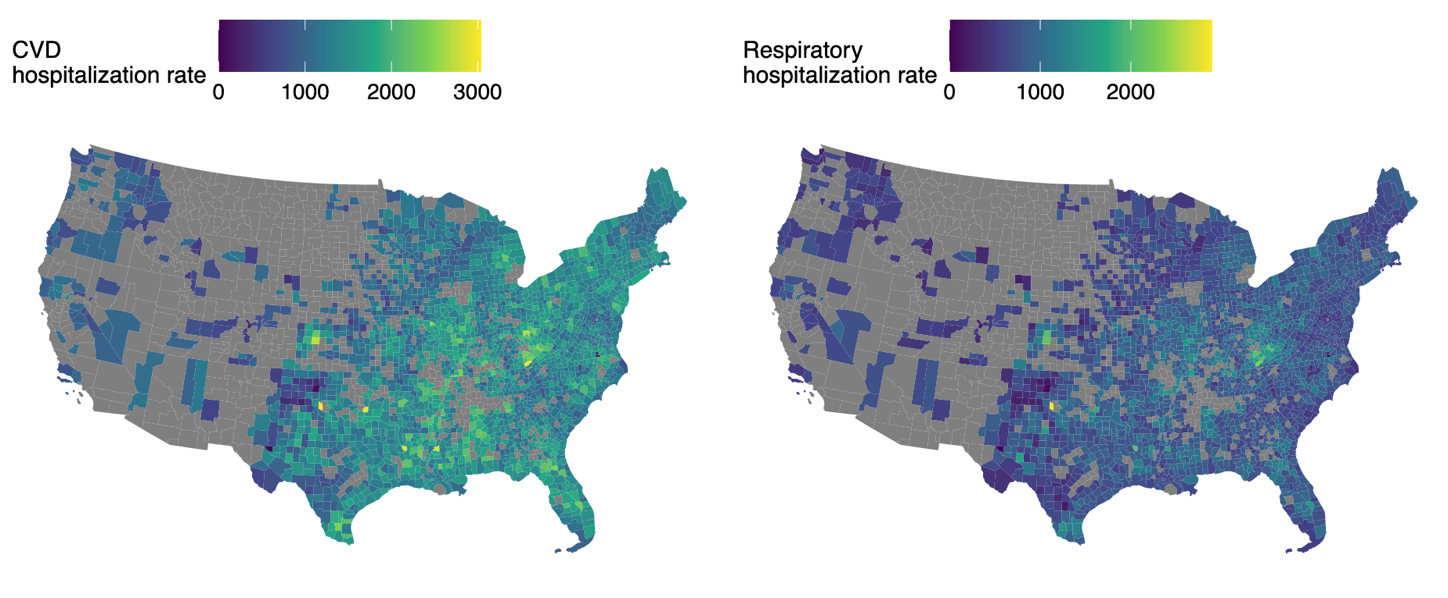 CVD
hospitalization rate
0 1000 2000 3000
Respiratory
hospitalization rate
0 1000 2000